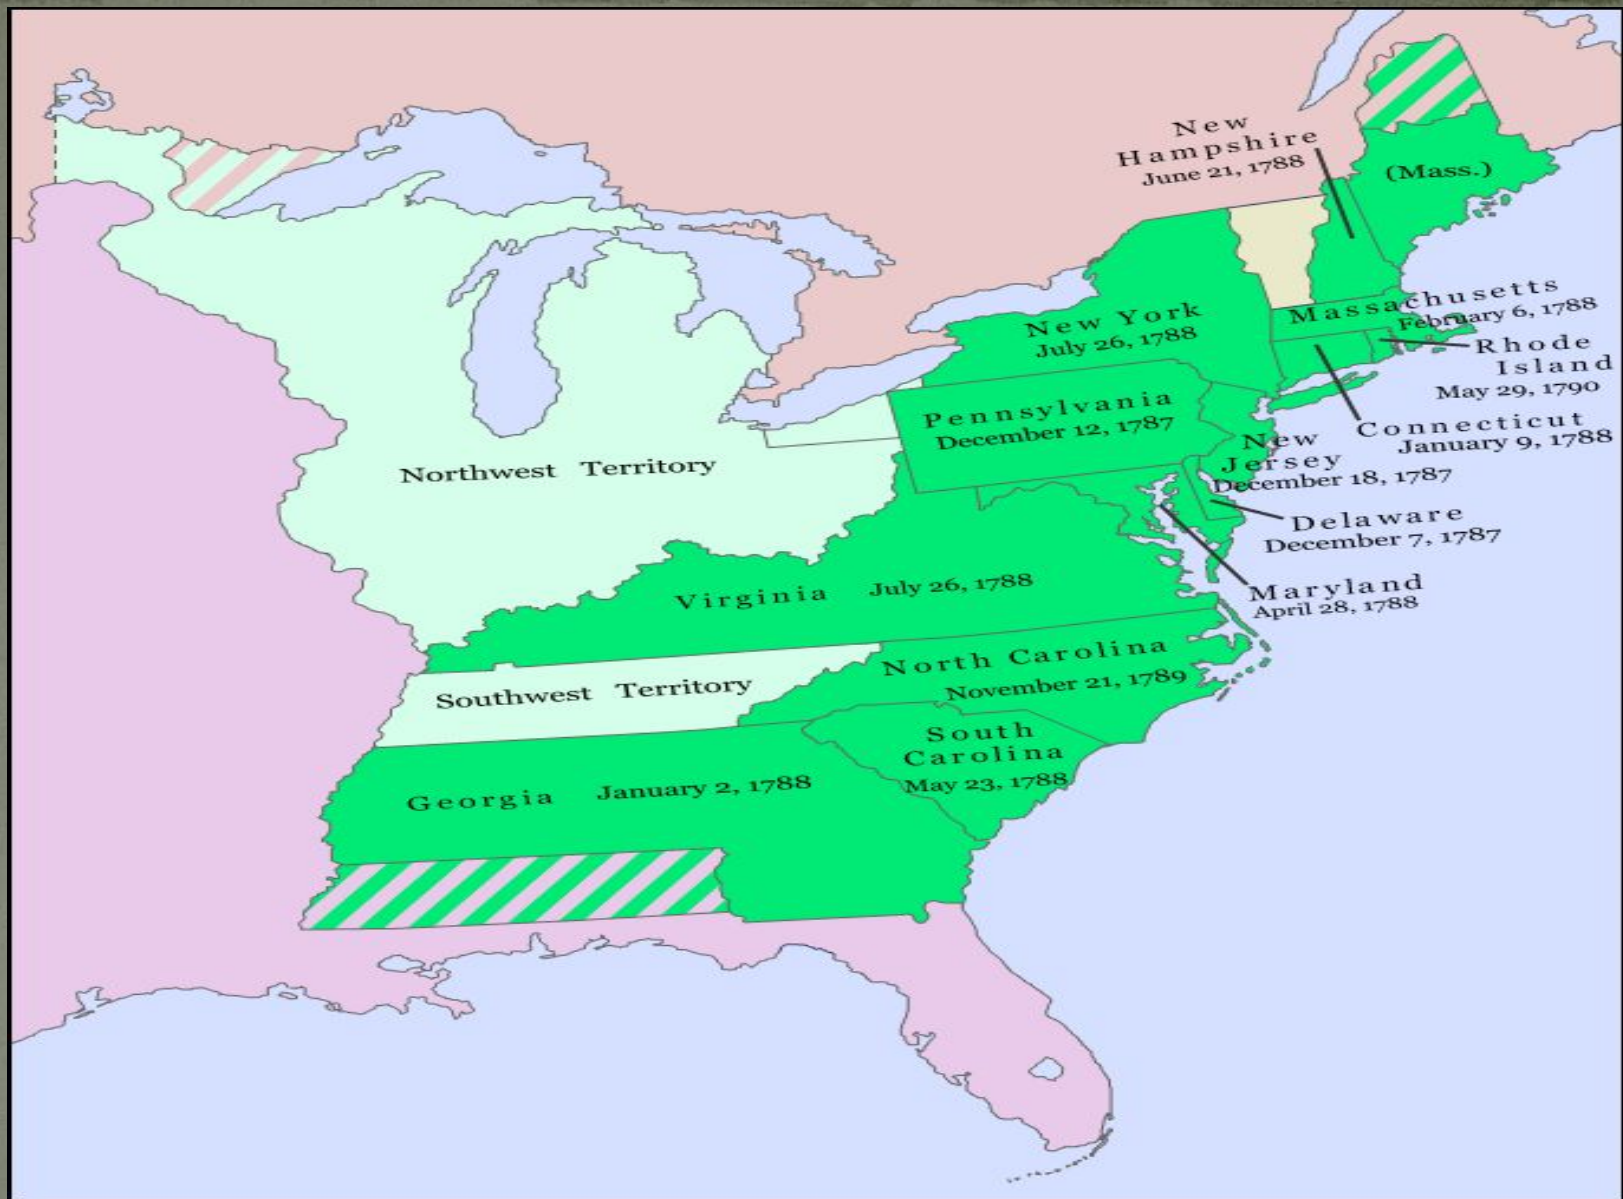 New
Hampshire
June 21, 1788
(Mass.)
Massachusetts
February 6, 1788
New York
July 26, 1788
Rhode
Island
May 29, 1790
Pennsylvania
December 12, 1787
Connecticut
January 9, 1788
New
Jersey
December 18, 1787
Northwest Territory
Delaware
December 7, 1787
Virginia July 26, 1788
Maryland
April 28, 1788
North Carolina
November 21, 1789
Southwest Territory
South
Carolina
May 23, 1788
Georgia January 2, 1788